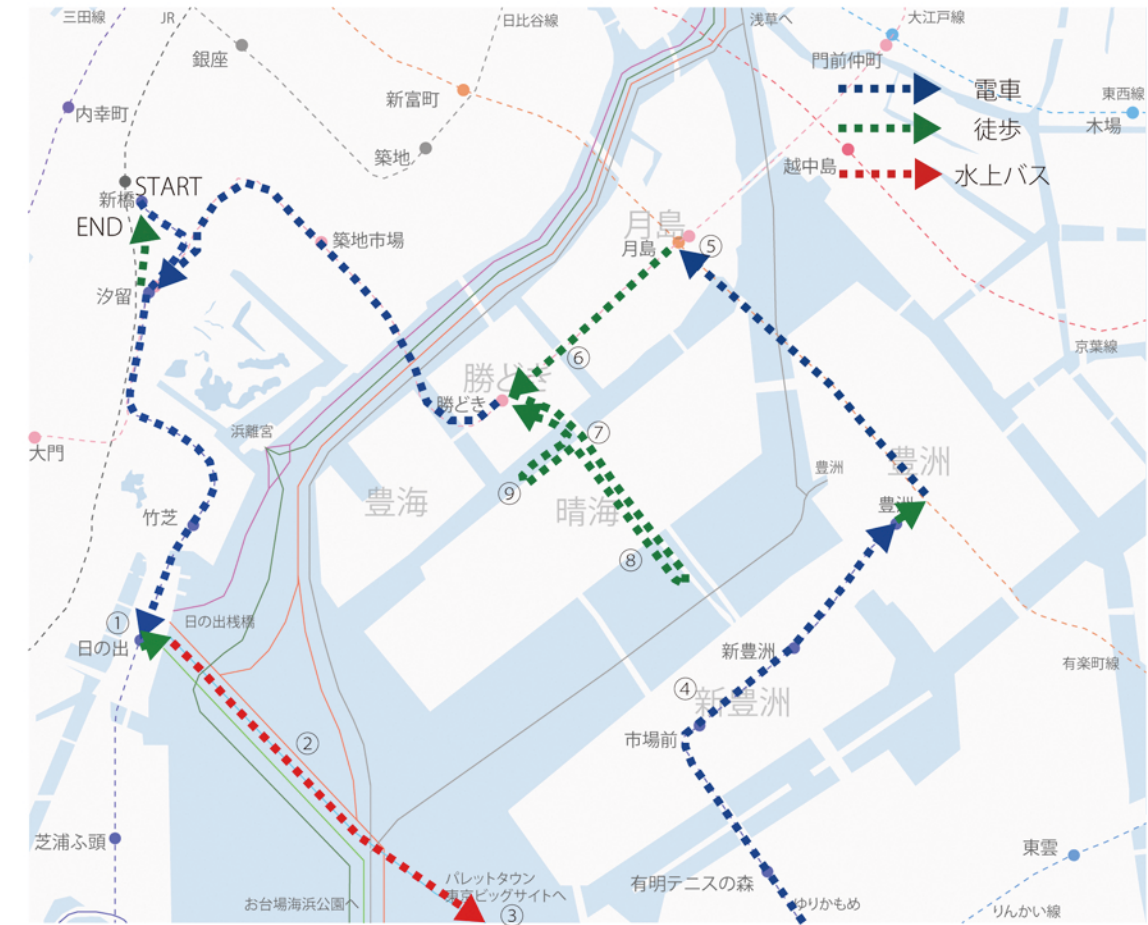 三田線
JR
日比谷線
浅草へ
大江戸線
銀座
門前仲町
新富町
内幸町
電車
東西線
徒歩
木場
築地
越中島
水上バス
START
新橋
END
月島
月島
⑤
築地市場
汐留
京葉線
⑥
勝どき
勝どき
浜離宮
⑦
大門
豊洲
豊洲
豊洲
⑨
豊海
晴海
竹芝
⑧
①
日の出桟橋
日の出
新豊洲
有楽町線
④
新豊洲
市場前
②
芝浦ふ頭
東雲
パレットタウン
東京ビッグサイトへ
有明テニスの森
お台場海浜公園へ
③
ゆりかもめ
りんかい線